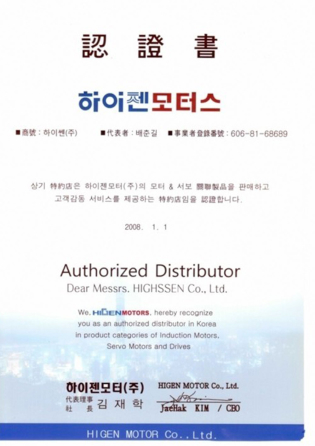 認證書
하이젠모터스
■商號 : 하이쎈(주) ■代表者 : 배춘길 ■事業者登錄番號 : 606-81-68689
상기 特約店은 하이젠모터(주)의 모터 & 서보 關聯製品을 판매하고
고객감동 서비스를 제공하는 特約店임을 認證합니다.
2008. 1. 1
Authorized Distributor
Dear Messrs. HIGHSSEN Co., Ltd.
We, HIGENMOTORS, hereby recognize
you as an authorized distributor in Korea
in product categories of Induction Motors,
Servo Motors and Drives
하이젠모터(주) HIGEN MOTOR Co., Ltd.
代表理事
社 長 김 재 학 JaeHak KIM / CEO
HIGEN MOTOR Co.,Ltd.